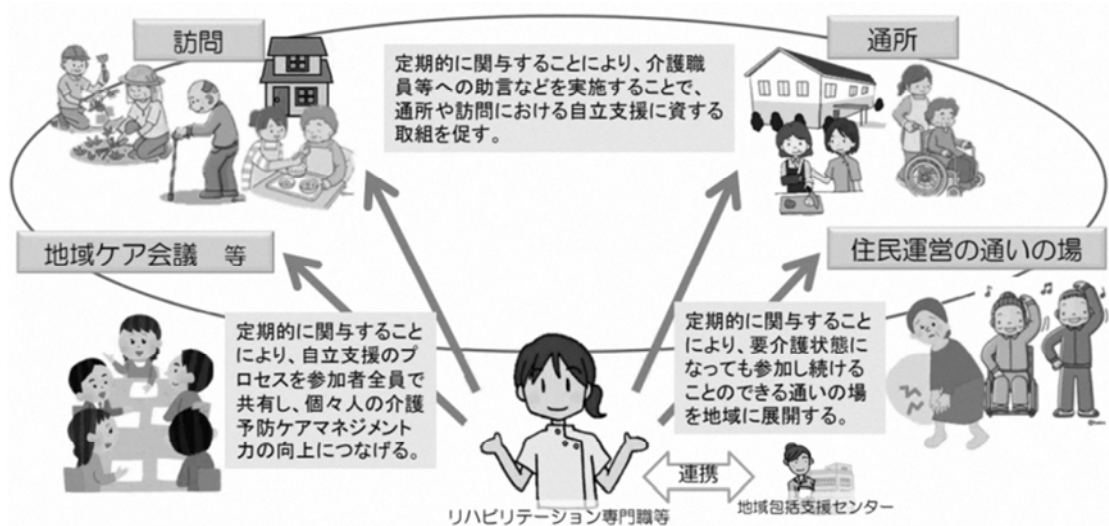 訪問
定期的に関与することにより、介護職
員等への助言などを実施することで、
通所や訪問における自立支援に資する
取組を促す。
通所
地域ケア会議　等
定期的に関与すること
により、自立支援のプ
ロセスを参加者全員で
共有し、個々人の介護
予防ケアマネジメント
力の向上につなげる。
住民運営の通いの場
定期的に関与すること
により、要介護状態に
なっても参加し続ける
ことのできる通いの場
を地域に展開する。
連携
リハビリテーション専門職等
地域包括支援センター